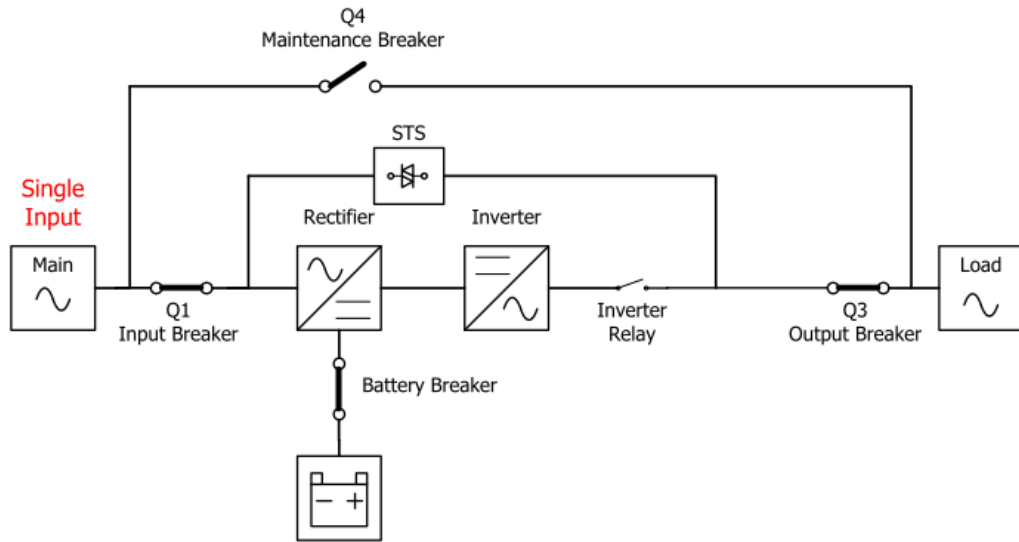 Q4
Maintenance Breaker
STS
Single
Input
Rectifier
Inverter
Main
Load
Q1
Input Breaker
Inverter
Relay
Q3
Output Breaker
Battery Breaker